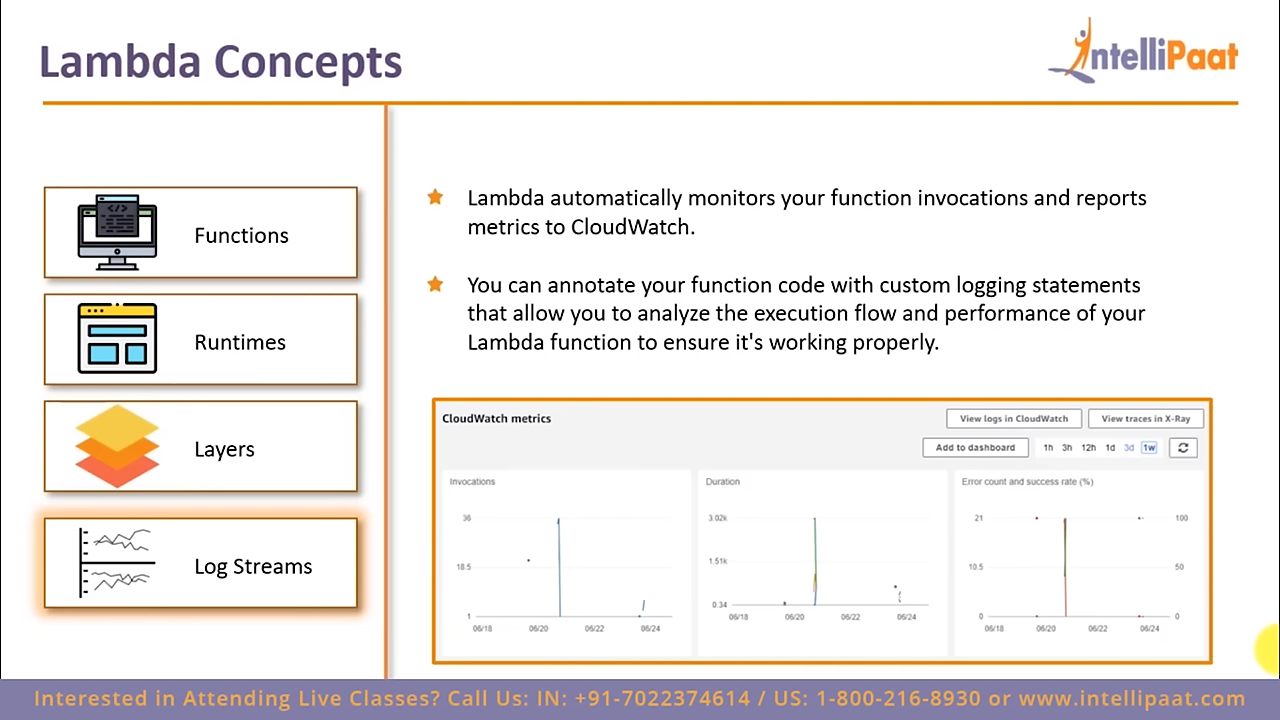 Lambda Concepts
IntelliPaat
Functions
Runtimes
Layers
Log Streams
Lambda automatically monitors your function invocations and reports
metrics to CloudWatch.
You can annotate your function code with custom logging statements
that allow you to analyze the execution flow and performance of your
Lambda function to ensure it's working properly.
CloudWatch metrics
View logs in CloudWatch
View traces in X-Ray
Add to dashboard
1h 3h 12h 1d 3d 1w
Invocations
36
18.5
1
06/18 06/20 06/22 06/24
Duration
3.02k
1.51k
0.34
06/18 06/20 06/22 06/24
Error count and success rate (%)
21 100
10.5 50
0 0
06/18 06/20 06/22 06/24
Interested in Attending Live Classes? Call Us: IN: +91-7022374614 / US: 1-800-216-8930 or www.intellipaat.com